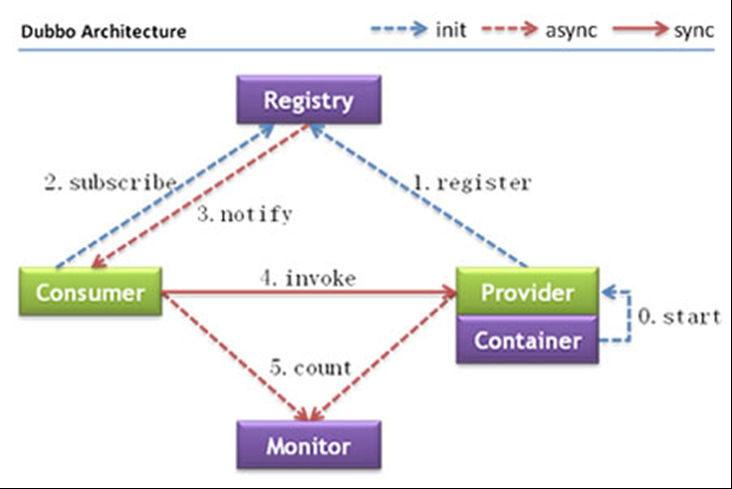 Dubbo Architecture
init
async
sync
Registry
2. subscribe
1. register
3. notify
Consumer
4. invoke
Provider
0. start
Container
5. count
Monitor